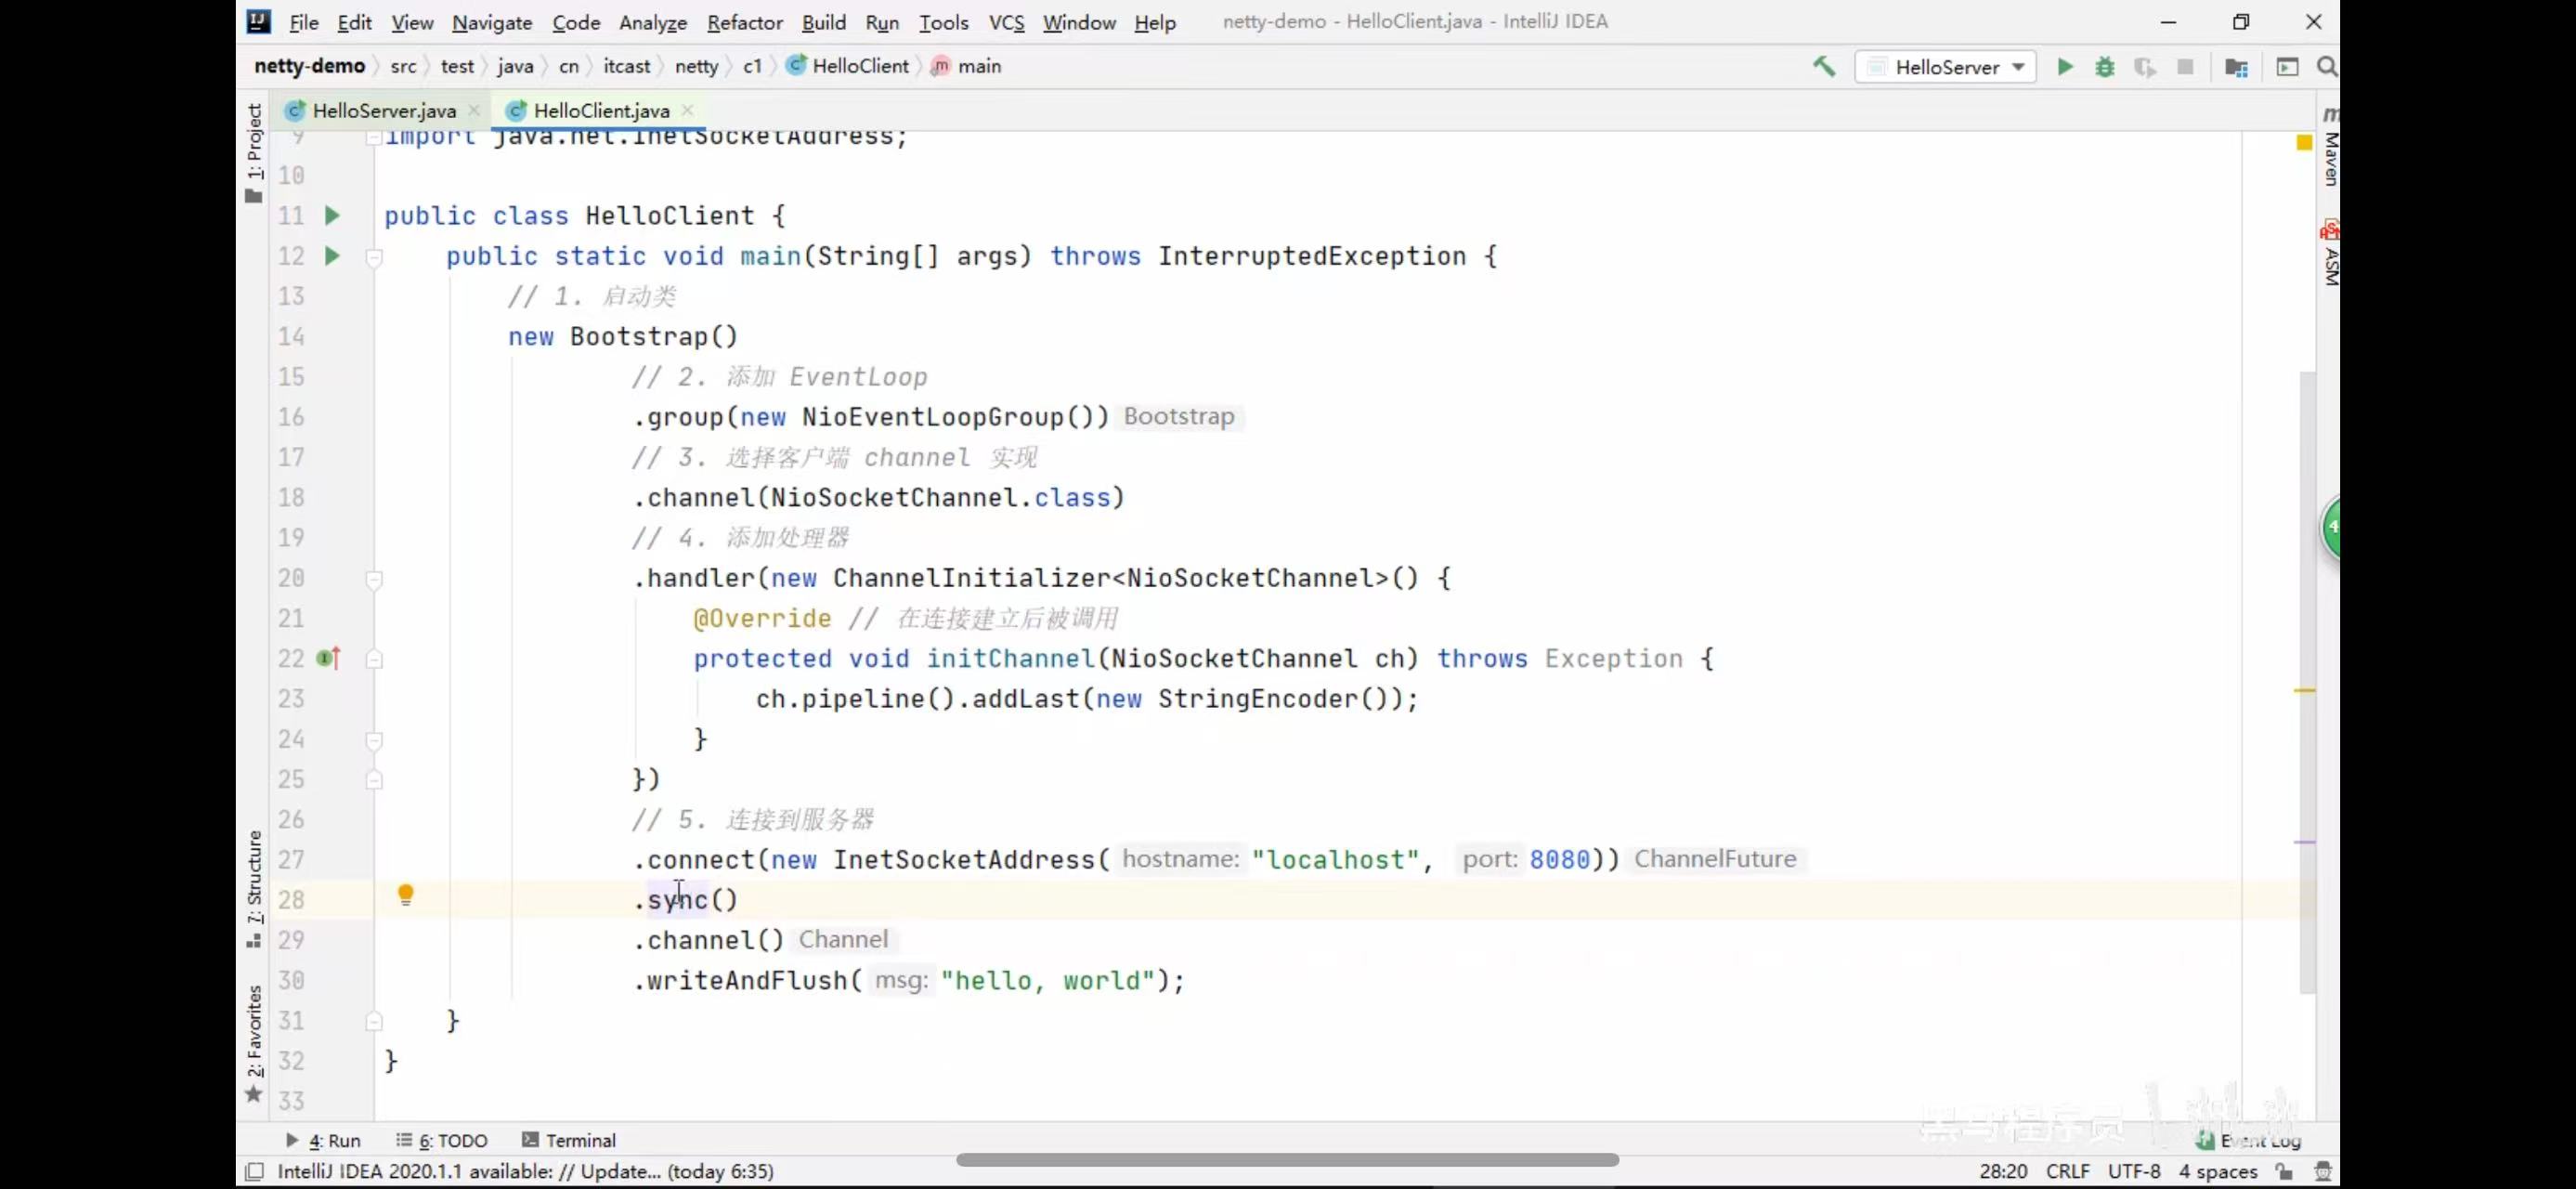 File Edit View Navigate Code Analyze Refactor Build Run Tools VCS Window Help netty-demo - HelloClient.java - IntelliJ IDEA
netty-demo src test java cn itcast netty c1 HelloClient main HelloServer
HelloServer.java HelloClient.java
1: Project
Maven
ASM
9 import java.net.InetSocketAddress;
10
11 public class HelloClient {
12 public static void main(String[] args) throws InterruptedException {
13 // 1. 启动类
14 new Bootstrap()
15 // 2. 添加 EventLoop
16 .group(new NioEventLoopGroup()) Bootstrap
17 // 3. 选择客户端 channel 实现
18 .channel(NioSocketChannel.class)
19 // 4. 添加处理器
20 .handler(new ChannelInitializer<NioSocketChannel>() {
21 @Override // 在连接建立后被调用
22 protected void initChannel(NioSocketChannel ch) throws Exception {
23 ch.pipeline().addLast(new StringEncoder());
24 }
25 })
26 // 5. 连接到服务器
27 .connect(new InetSocketAddress( hostname: "localhost", port: 8080)) ChannelFuture
28 .sync()
29 .channel() Channel
30 .writeAndFlush( msg: "hello, world");
31 }
32 }
33
7: Structure
2: Favorites
4
黑马程序员
4: Run 6: TODO Terminal Event Log
IntelliJ IDEA 2020.1.1 available: // Update... (today 6:35) 28:20 CRLF UTF-8 4 spaces